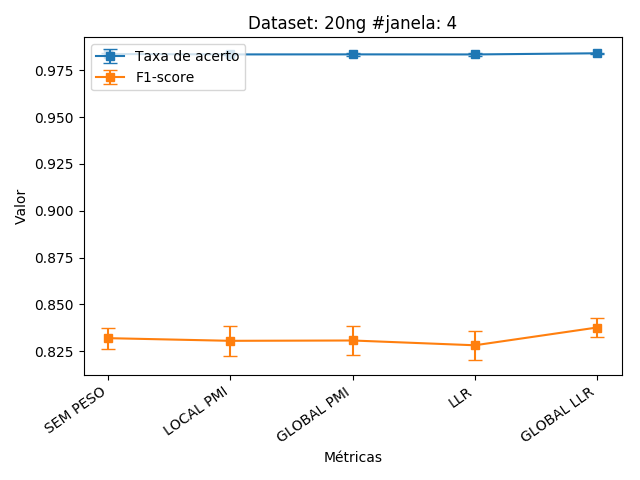 Dataset: 20ng #janela: 4
Taxa de acerto
F1-score
Valor
0.975
0.950
0.925
0.900
0.875
0.850
0.825
SEM PESO
LOCAL PMI
GLOBAL PMI
LLR
GLOBAL LLR
Métricas